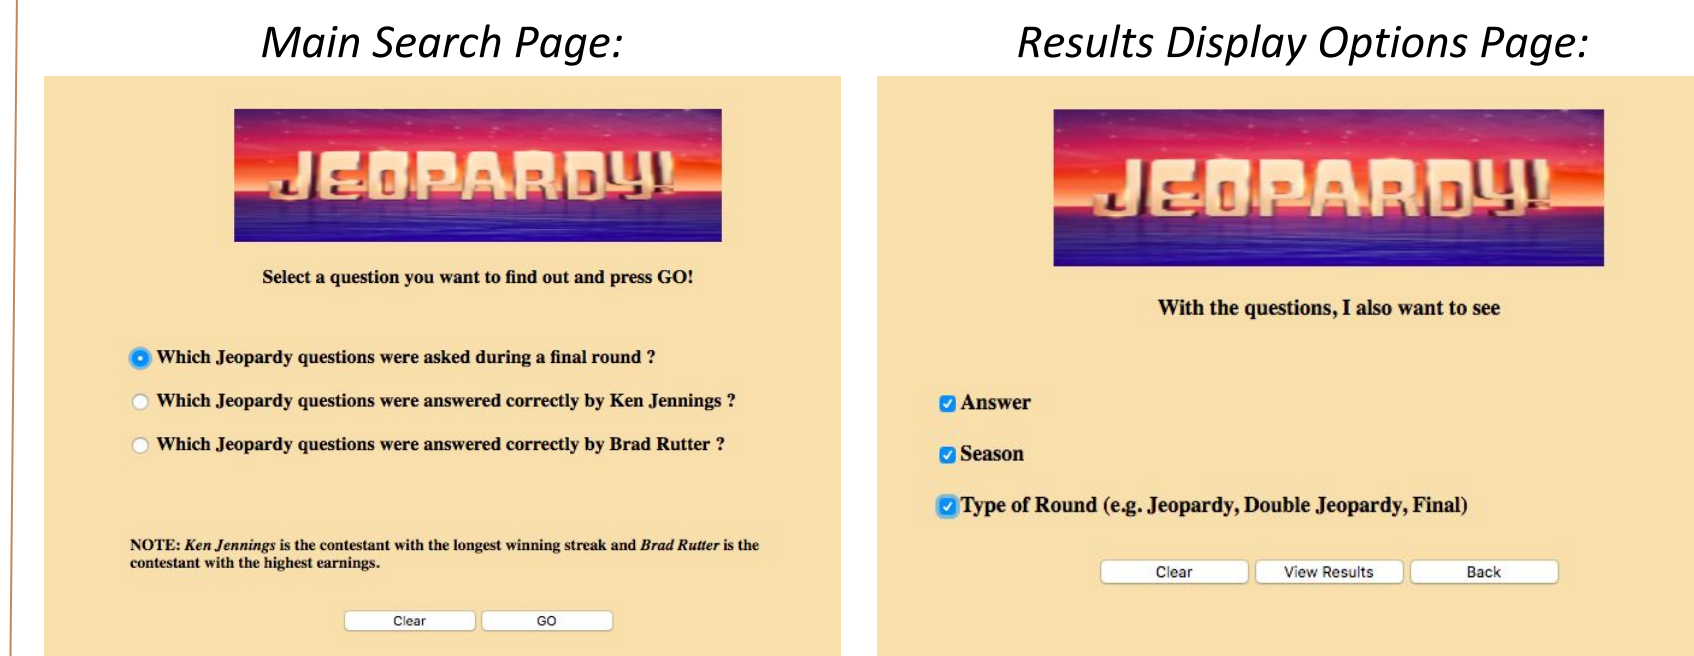 Main Search Page:
JEOPARDY!
Select a question you want to find out and press GO!
Which Jeopardy questions were asked during a final round ?
Which Jeopardy questions were answered correctly by Ken Jennings ?
Which Jeopardy questions were answered correctly by Brad Rutter ?
NOTE: Ken Jennings is the contestant with the longest winning streak and Brad Rutter is the
contestant with the highest earnings.
Clear
GO
Results Display Options Page:
JEOPARDY!
With the questions, I also want to see
Answer
Season
Type of Round (e.g. Jeopardy, Double Jeopardy, Final)
Clear
View Results
Back